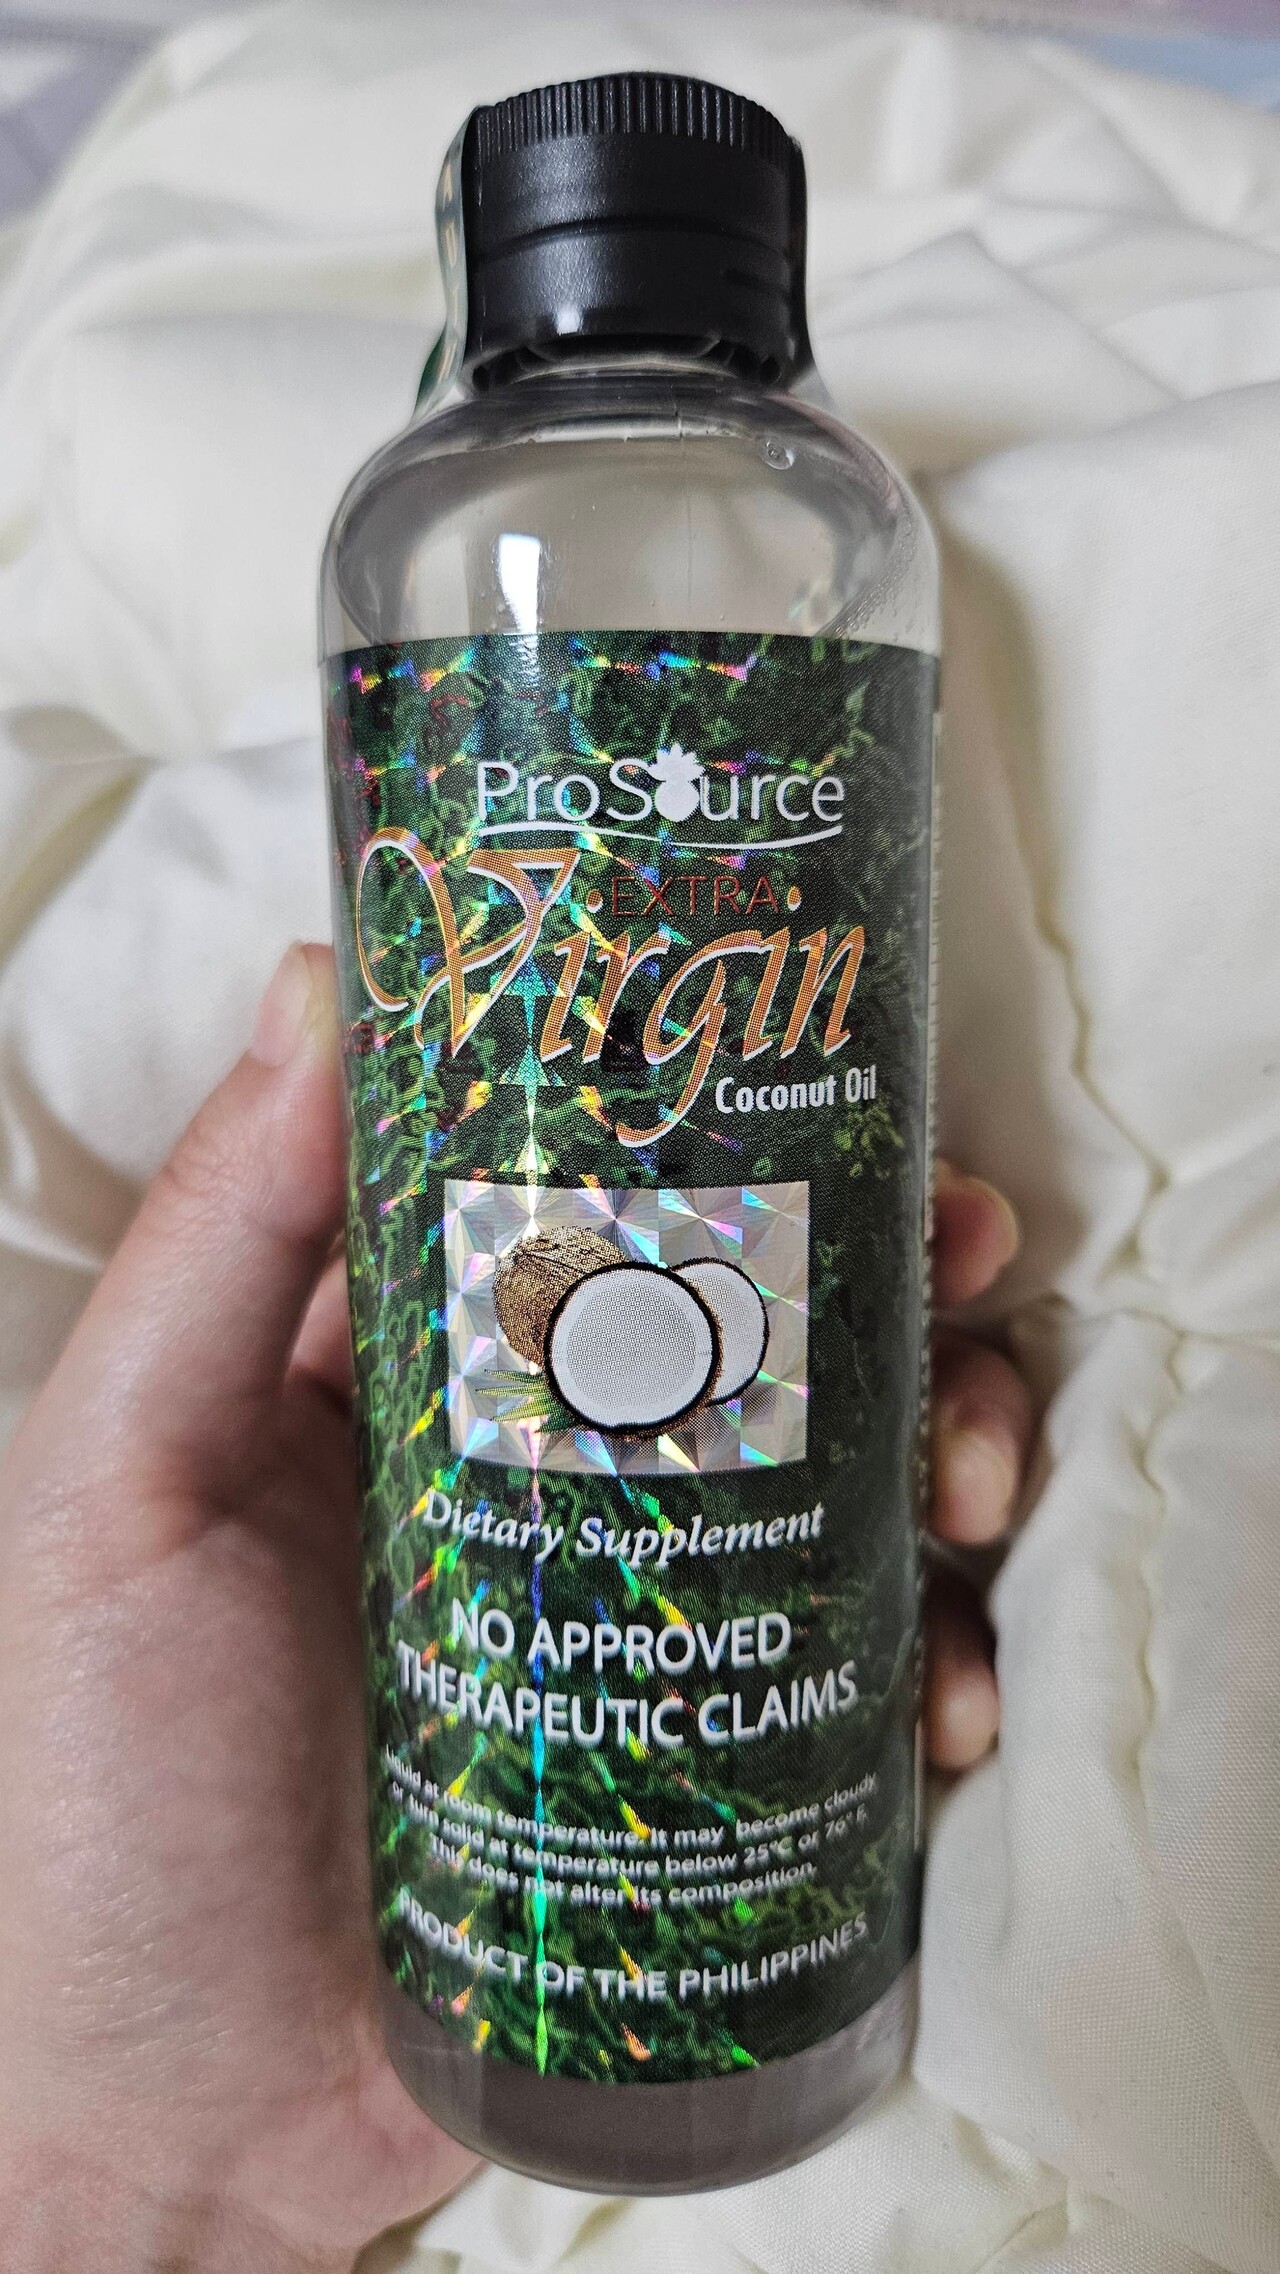 ProSource
•EXTRA•
Virgin
Coconut Oil
Dietary Supplement
NO APPROVED
THERAPEUTIC CLAIMS
Liquid at room temperature. It may become cloudy
or turn solid at temperature below 25°C or 76° F.
This does not alter its composition.
PRODUCT OF THE PHILIPPINES